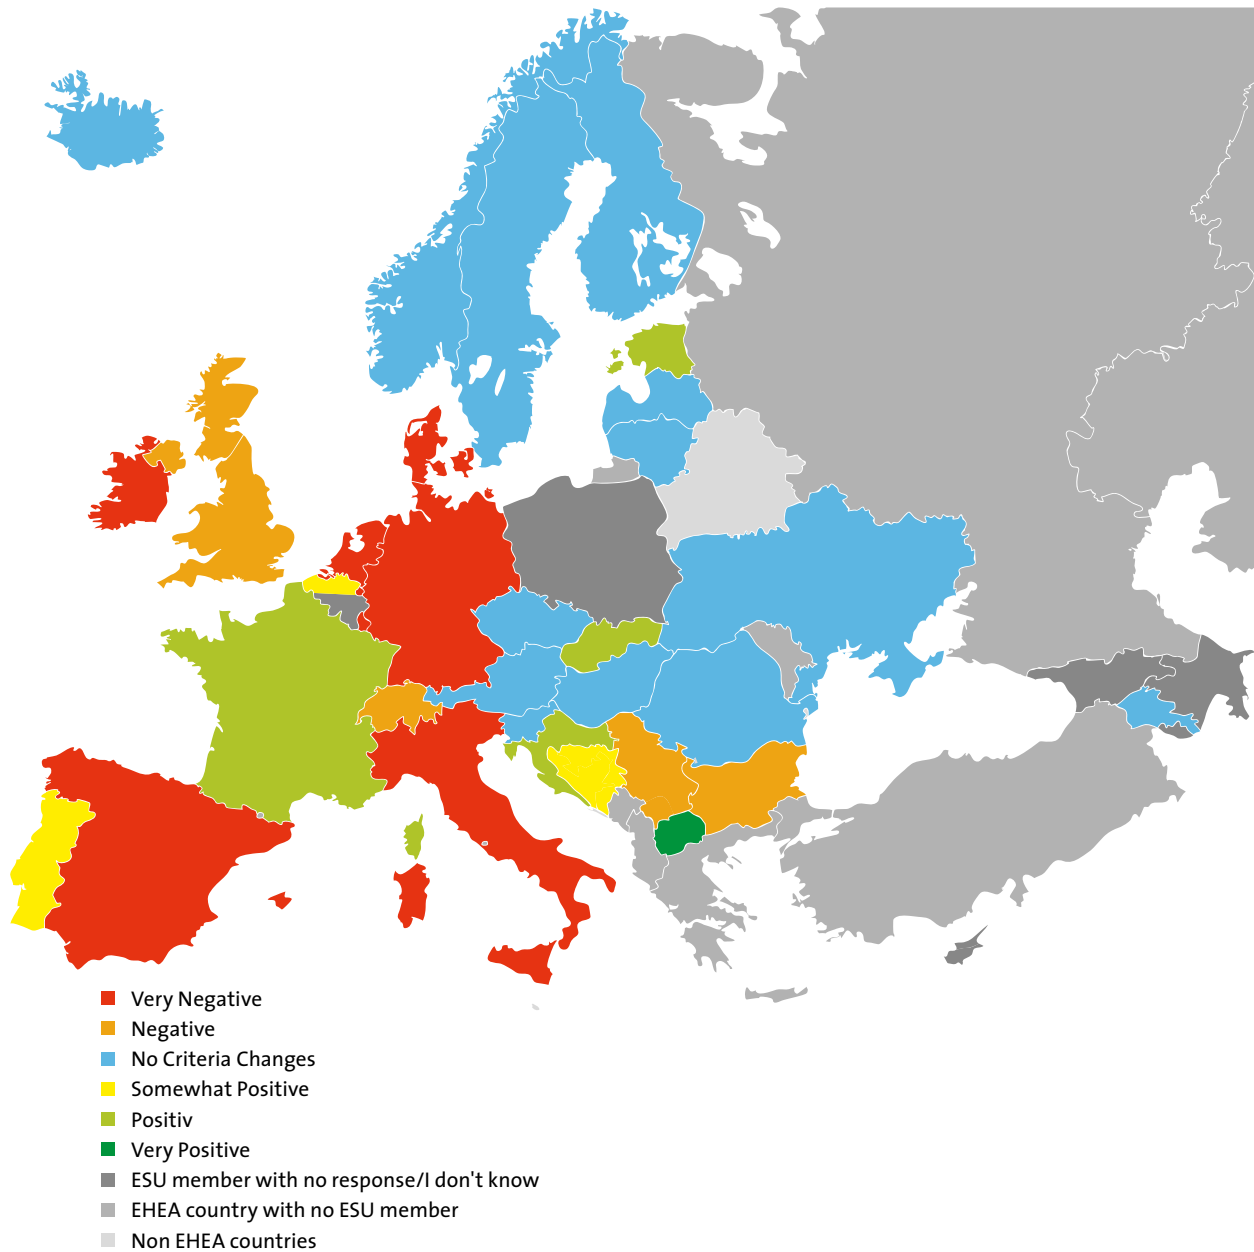 Very Negative
Negative
No Criteria Changes
Somewhat Positive
Positiv
Very Positive
ESU member with no response/I don't know
EHEA country with no ESU member
Non EHEA countries